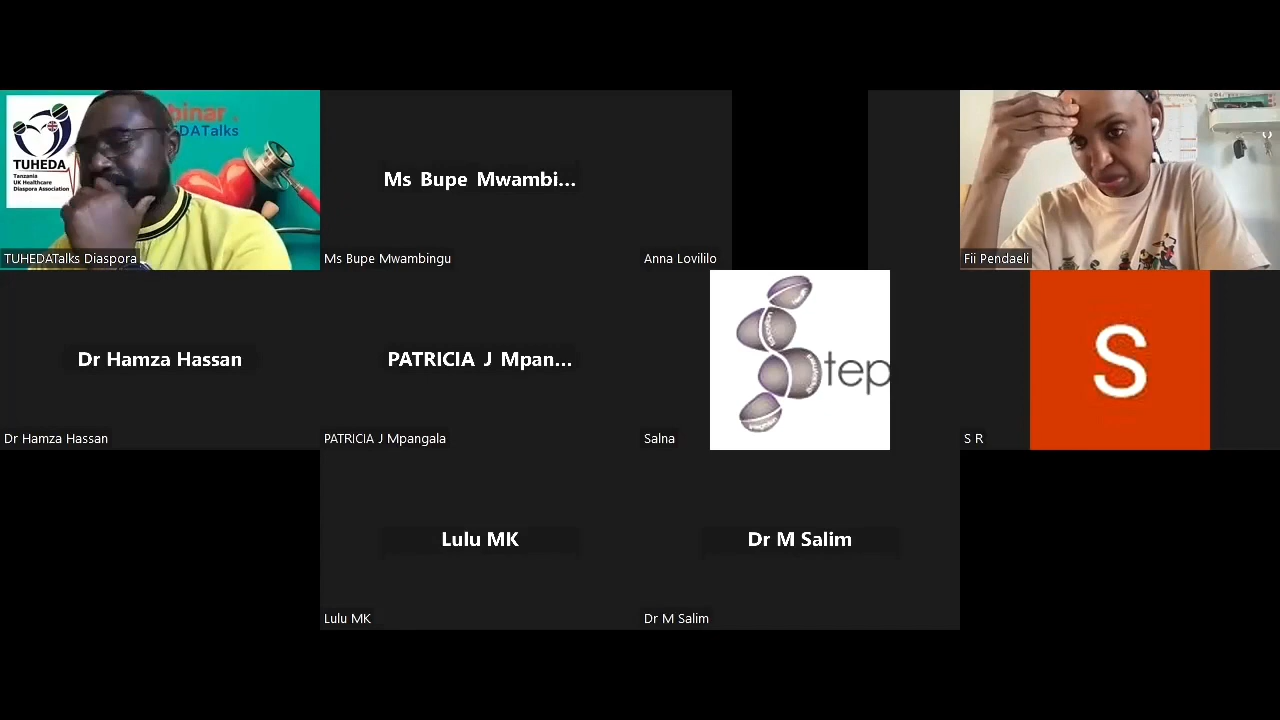 binar .
EDATalks
TUHEDA
Tanzania
UK Healthcare
Diaspora Association
TUHEDATalks Diaspora
Ms Bupe Mwambi...
Ms Bupe Mwambingu
Anna Lovililo
Fii Pendaeli
Dr Hamza Hassan
Dr Hamza Hassan
PATRICIA J Mpan...
PATRICIA J Mpangala
tep
Salna
S
S R
Lulu MK
Lulu MK
Dr M Salim
Dr M Salim